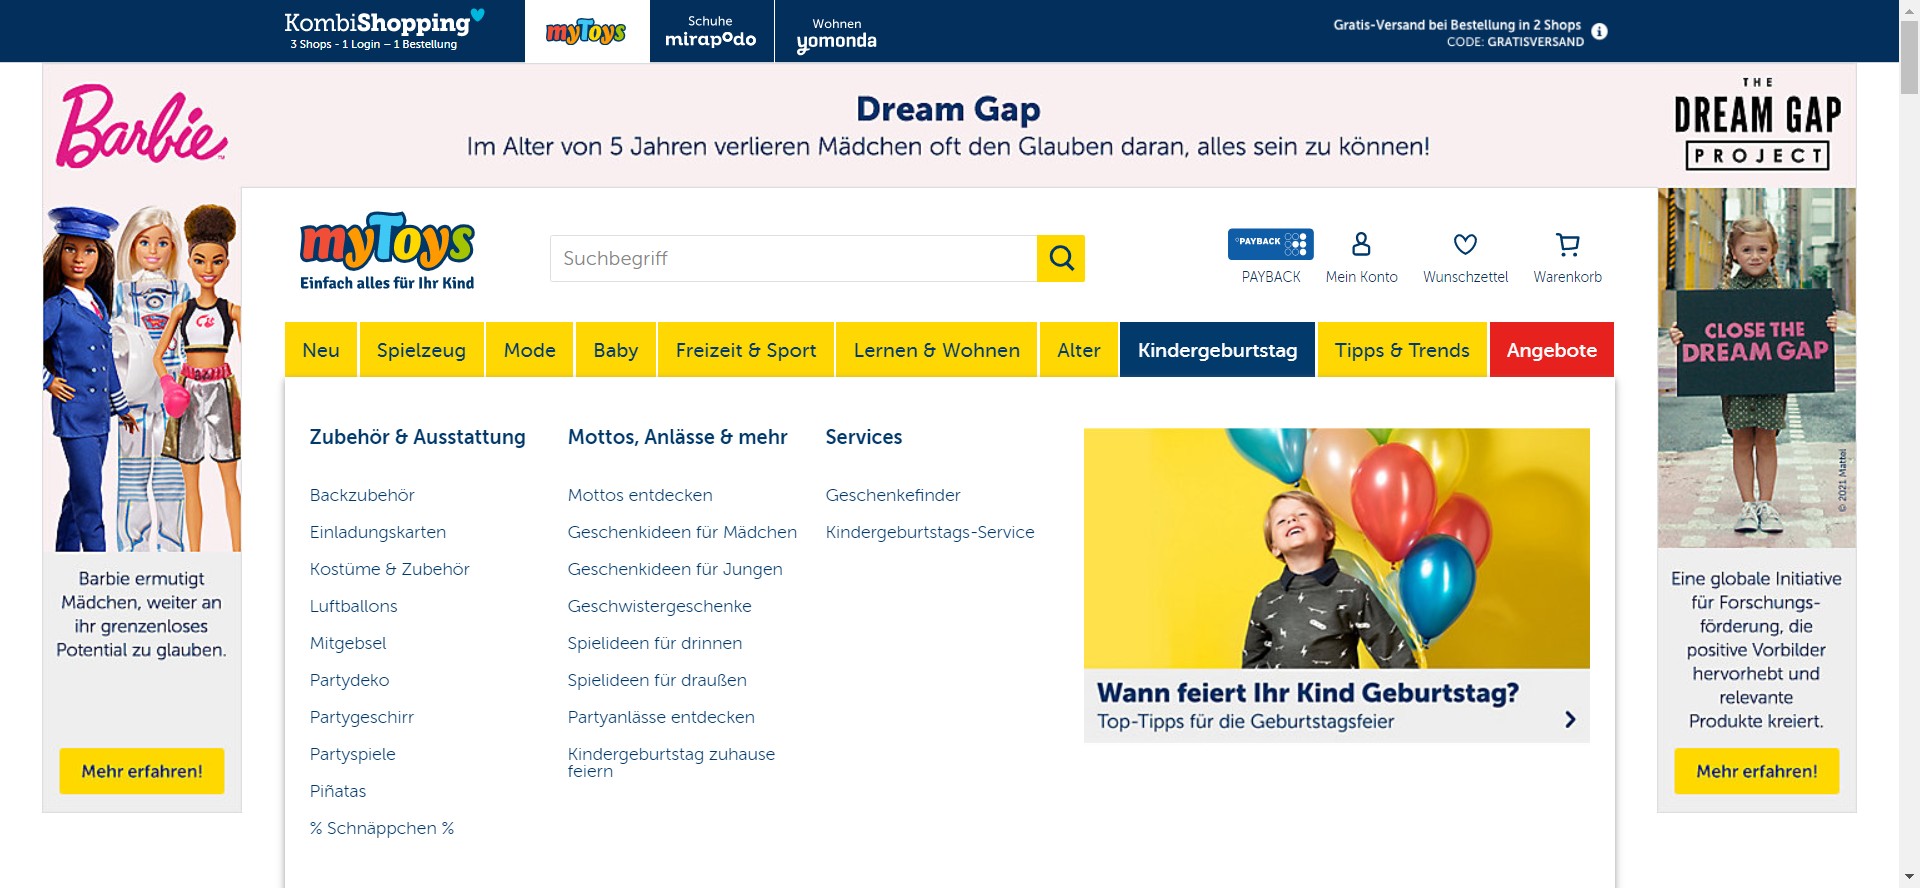 KombiShopping
3 Shops - 1 Login – 1 Bestellung
myToys
Schuhe
mirapodo
Wohnen
yomonda
Gratis-Versand bei Bestellung in 2 Shops
CODE: GRATISVERSAND
i
Barbie
Dream Gap
Im Alter von 5 Jahren verlieren Mädchen oft den Glauben daran, alles sein zu können!
THE
DREAM GAP
PROJECT
myToys
Einfach alles für Ihr Kind
Suchbegriff
PAYBACK
PAYBACK
Mein Konto
Wunschzettel
Warenkorb
Neu
Spielzeug
Mode
Baby
Freizeit & Sport
Lernen & Wohnen
Alter
Kindergeburtstag
Tipps & Trends
Angebote
Zubehör & Ausstattung
Backzubehör
Einladungskarten
Kostüme & Zubehör
Luftballons
Mitgebsel
Partydeko
Partygeschirr
Partyspiele
Piñatas
% Schnäppchen %
Mottos, Anlässe & mehr
Mottos entdecken
Geschenkideen für Mädchen
Geschenkideen für Jungen
Geschwistergeschenke
Spielideen für drinnen
Spielideen für draußen
Partyanlässe entdecken
Kindergeburtstag zuhause
feiern
Services
Geschenkefinder
Kindergeburtstags-Service
Wann feiert Ihr Kind Geburtstag?
Top-Tipps für die Geburtstagsfeier
Barbie ermutigt
Mädchen, weiter an
ihr grenzenloses
Potential zu glauben.
Mehr erfahren!
CLOSE THE
DREAM GAP
© 2021 Mattel
Eine globale Initiative
für Forschungs-
förderung, die
positive Vorbilder
hervorhebt und
relevante
Produkte kreiert.
Mehr erfahren!